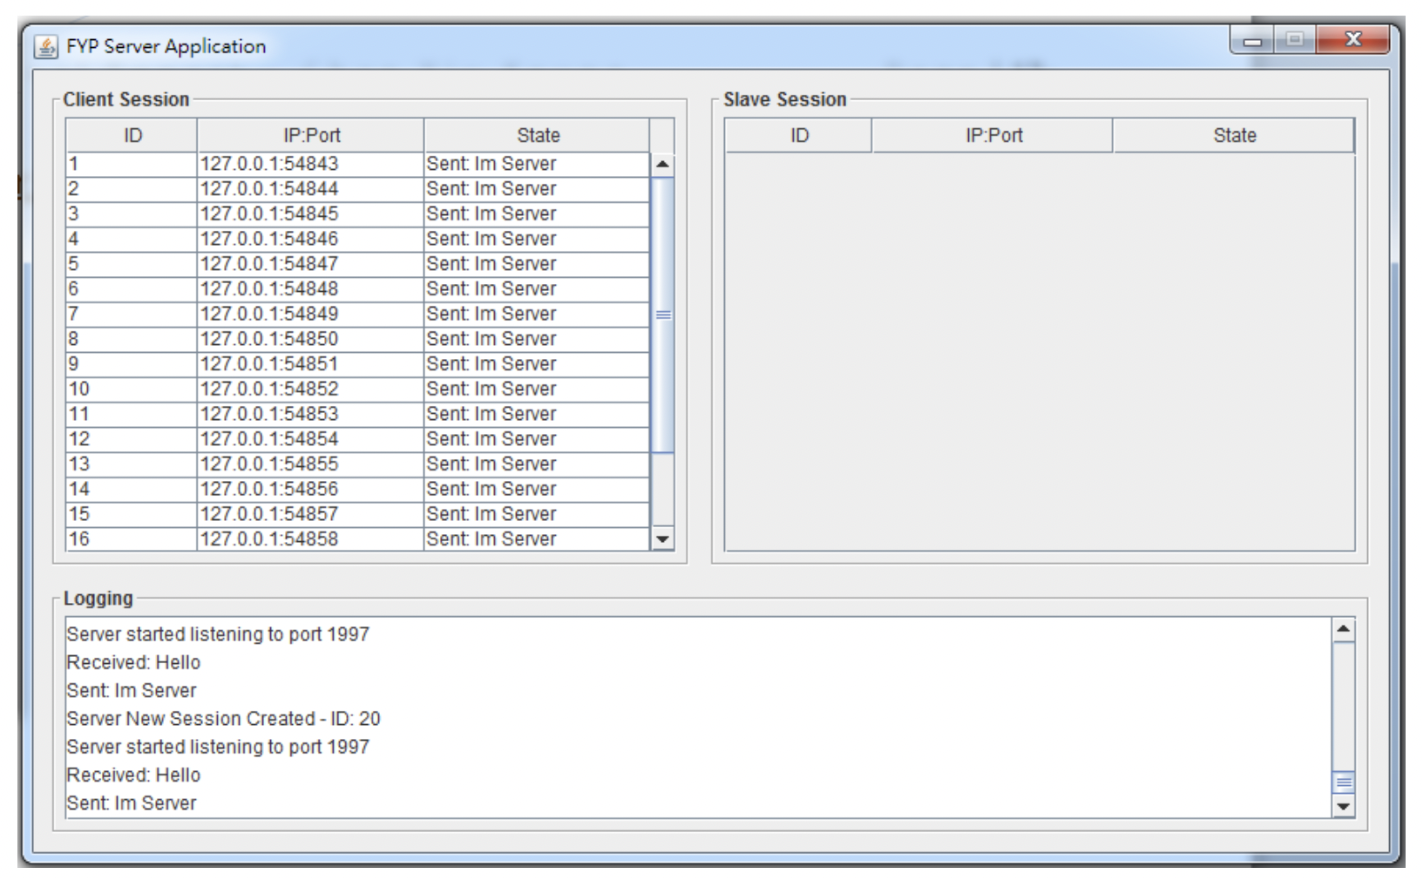 FYP Server Application
Client Session
ID IP:Port State
1 127.0.0.1:54843 Sent: Im Server
2 127.0.0.1:54844 Sent: Im Server
3 127.0.0.1:54845 Sent: Im Server
4 127.0.0.1:54846 Sent: Im Server
5 127.0.0.1:54847 Sent: Im Server
6 127.0.0.1:54848 Sent: Im Server
7 127.0.0.1:54849 Sent: Im Server
8 127.0.0.1:54850 Sent: Im Server
9 127.0.0.1:54851 Sent: Im Server
10 127.0.0.1:54852 Sent: Im Server
11 127.0.0.1:54853 Sent: Im Server
12 127.0.0.1:54854 Sent: Im Server
13 127.0.0.1:54855 Sent: Im Server
14 127.0.0.1:54856 Sent: Im Server
15 127.0.0.1:54857 Sent: Im Server
16 127.0.0.1:54858 Sent: Im Server
Slave Session
ID IP:Port State
Logging
Server started listening to port 1997
Received: Hello
Sent: Im Server
Server New Session Created - ID: 20
Server started listening to port 1997
Received: Hello
Sent: Im Server